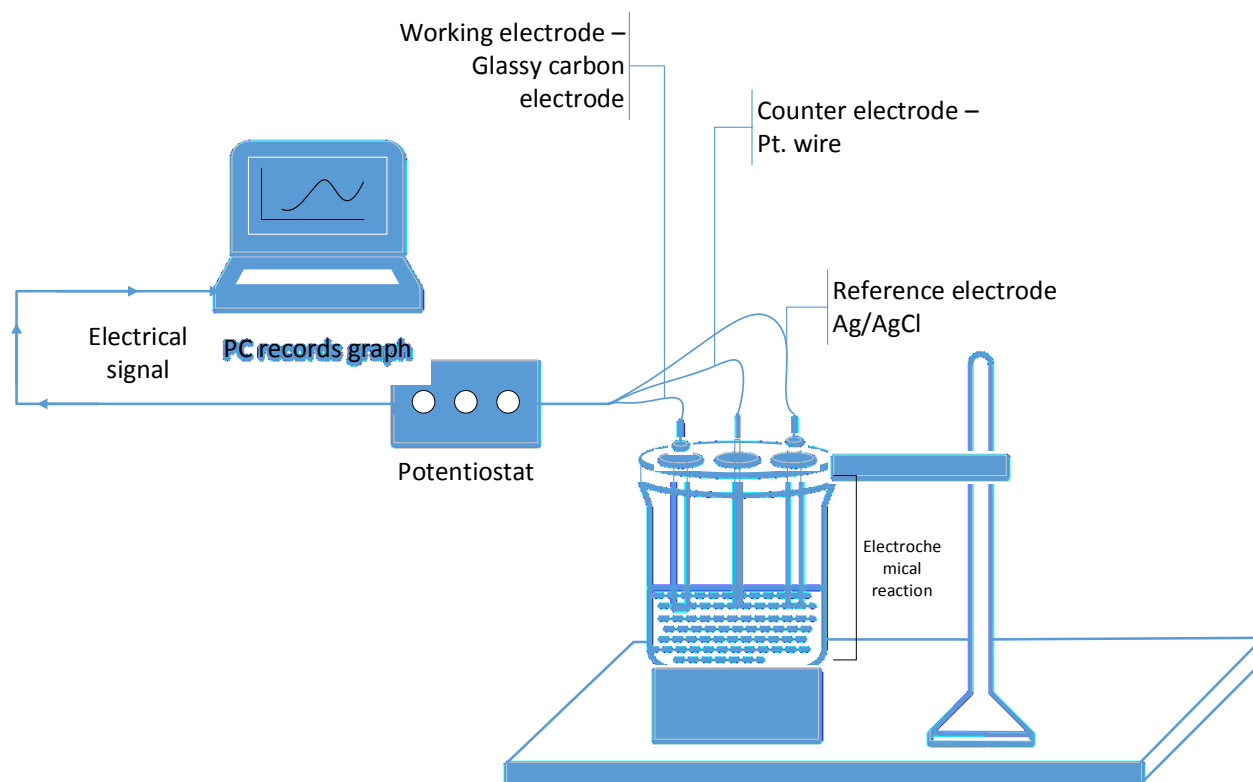 Working electrode –
Glassy carbon
electrode
Counter electrode –
Pt. wire
Reference electrode
Ag/AgCl
Electrical
signal
PC records graph
Potentiostat
Electroche
mical
reaction